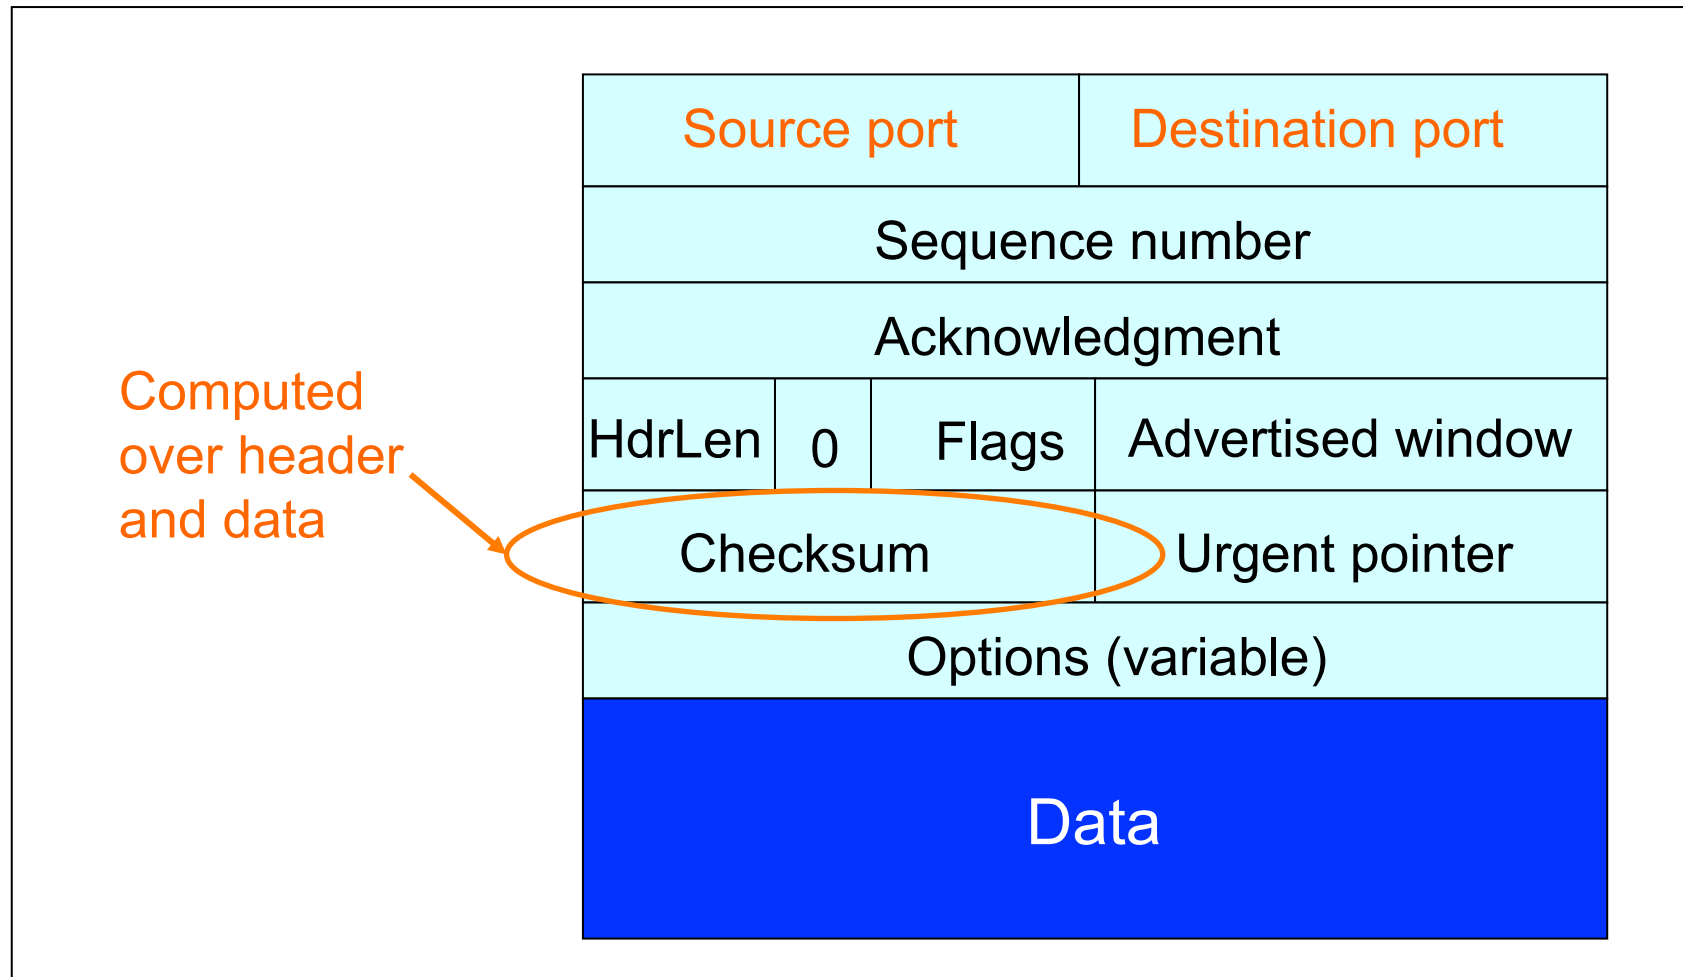 Source port
Destination port
Sequence number
Acknowledgment
Computed
over header
and data
HdrLen
0
Flags
Advertised window
Checksum
Urgent pointer
Options (variable)
Data